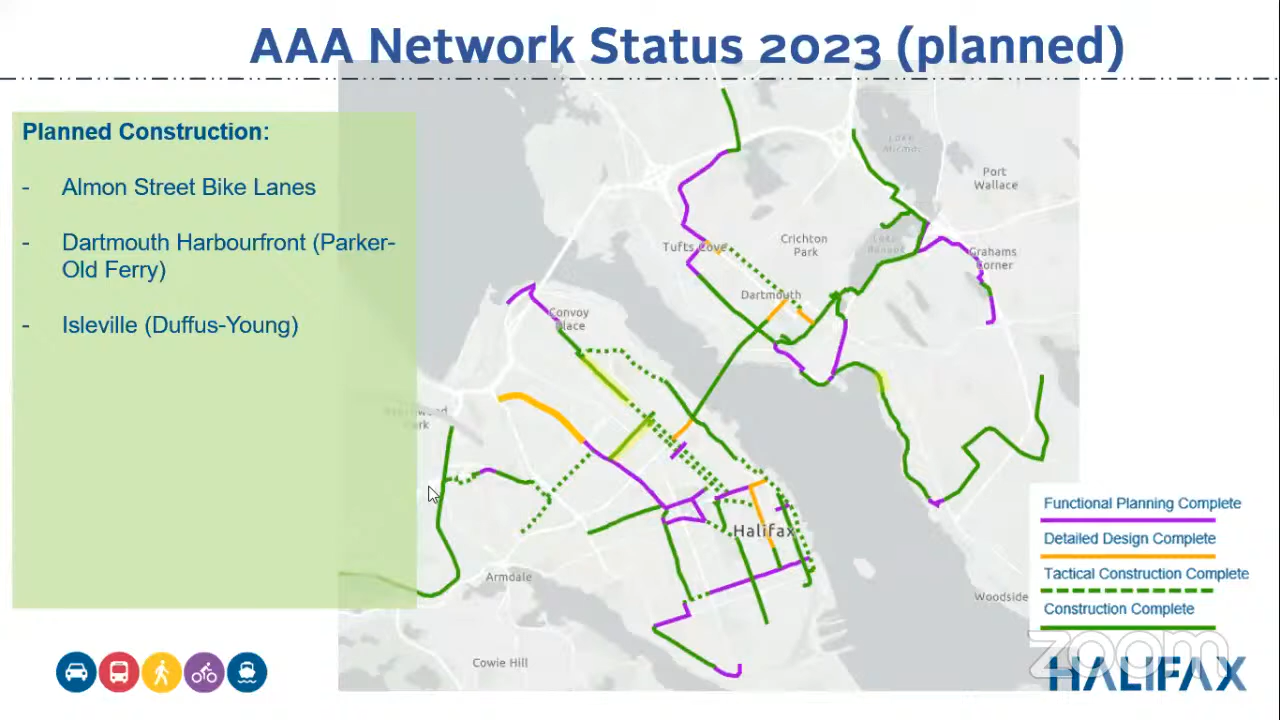 AAA Network Status 2023 (planned)
Planned Construction:
- Almon Street Bike Lanes
- Dartmouth Harbourfront (Parker-
Old Ferry)
- Isleville (Duffus-Young)
Port
Wallace
Tufts Cove
Crichton
Park
Grahams
Corner
Dartmouth
Convoy
Place
Park
Halifax
Armdale
Cowie Hill
Woodside
Functional Planning Complete
Detailed Design Complete
Tactical Construction Complete
Construction Complete
zoom
HALIFAX